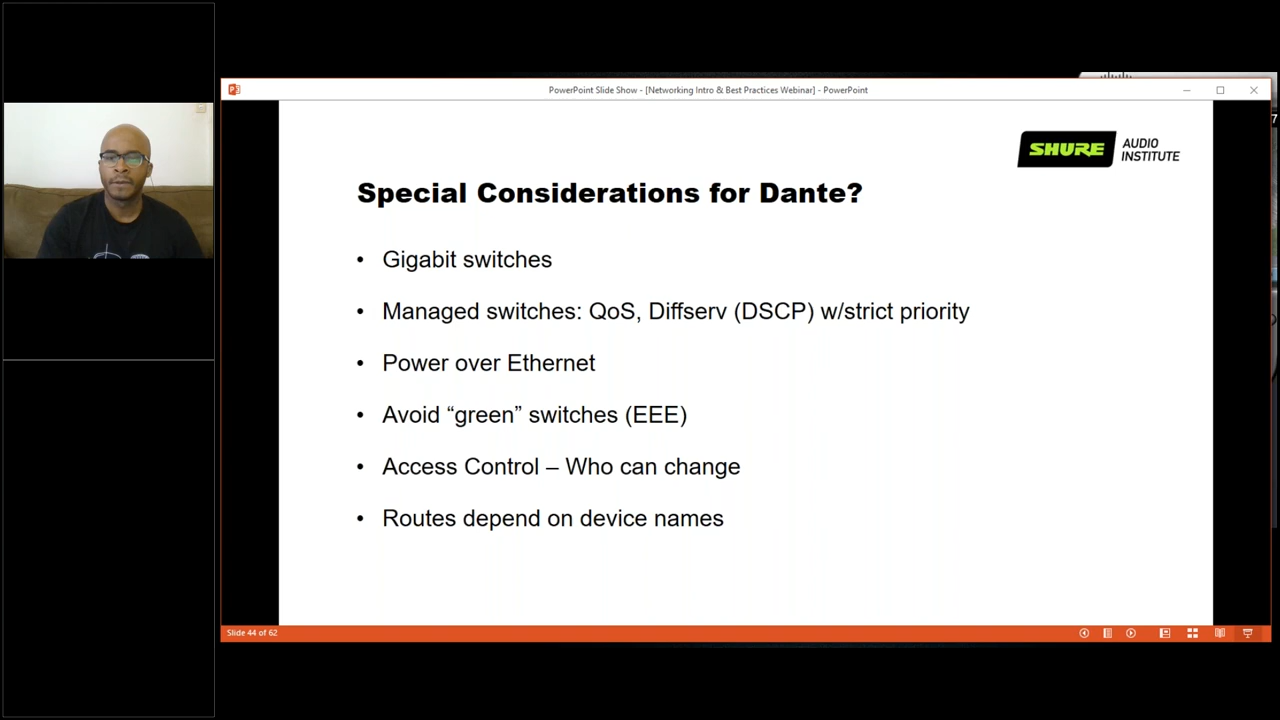 PowerPoint Slide Show - [Networking Intro & Best Practices Webinar] - PowerPoint
SHURE AUDIO INSTITUTE
7
Special Considerations for Dante?
• Gigabit switches
• Managed switches: QoS, Diffserv (DSCP) w/strict priority
• Power over Ethernet
• Avoid “green” switches (EEE)
• Access Control – Who can change
• Routes depend on device names
Slide 44 of 62